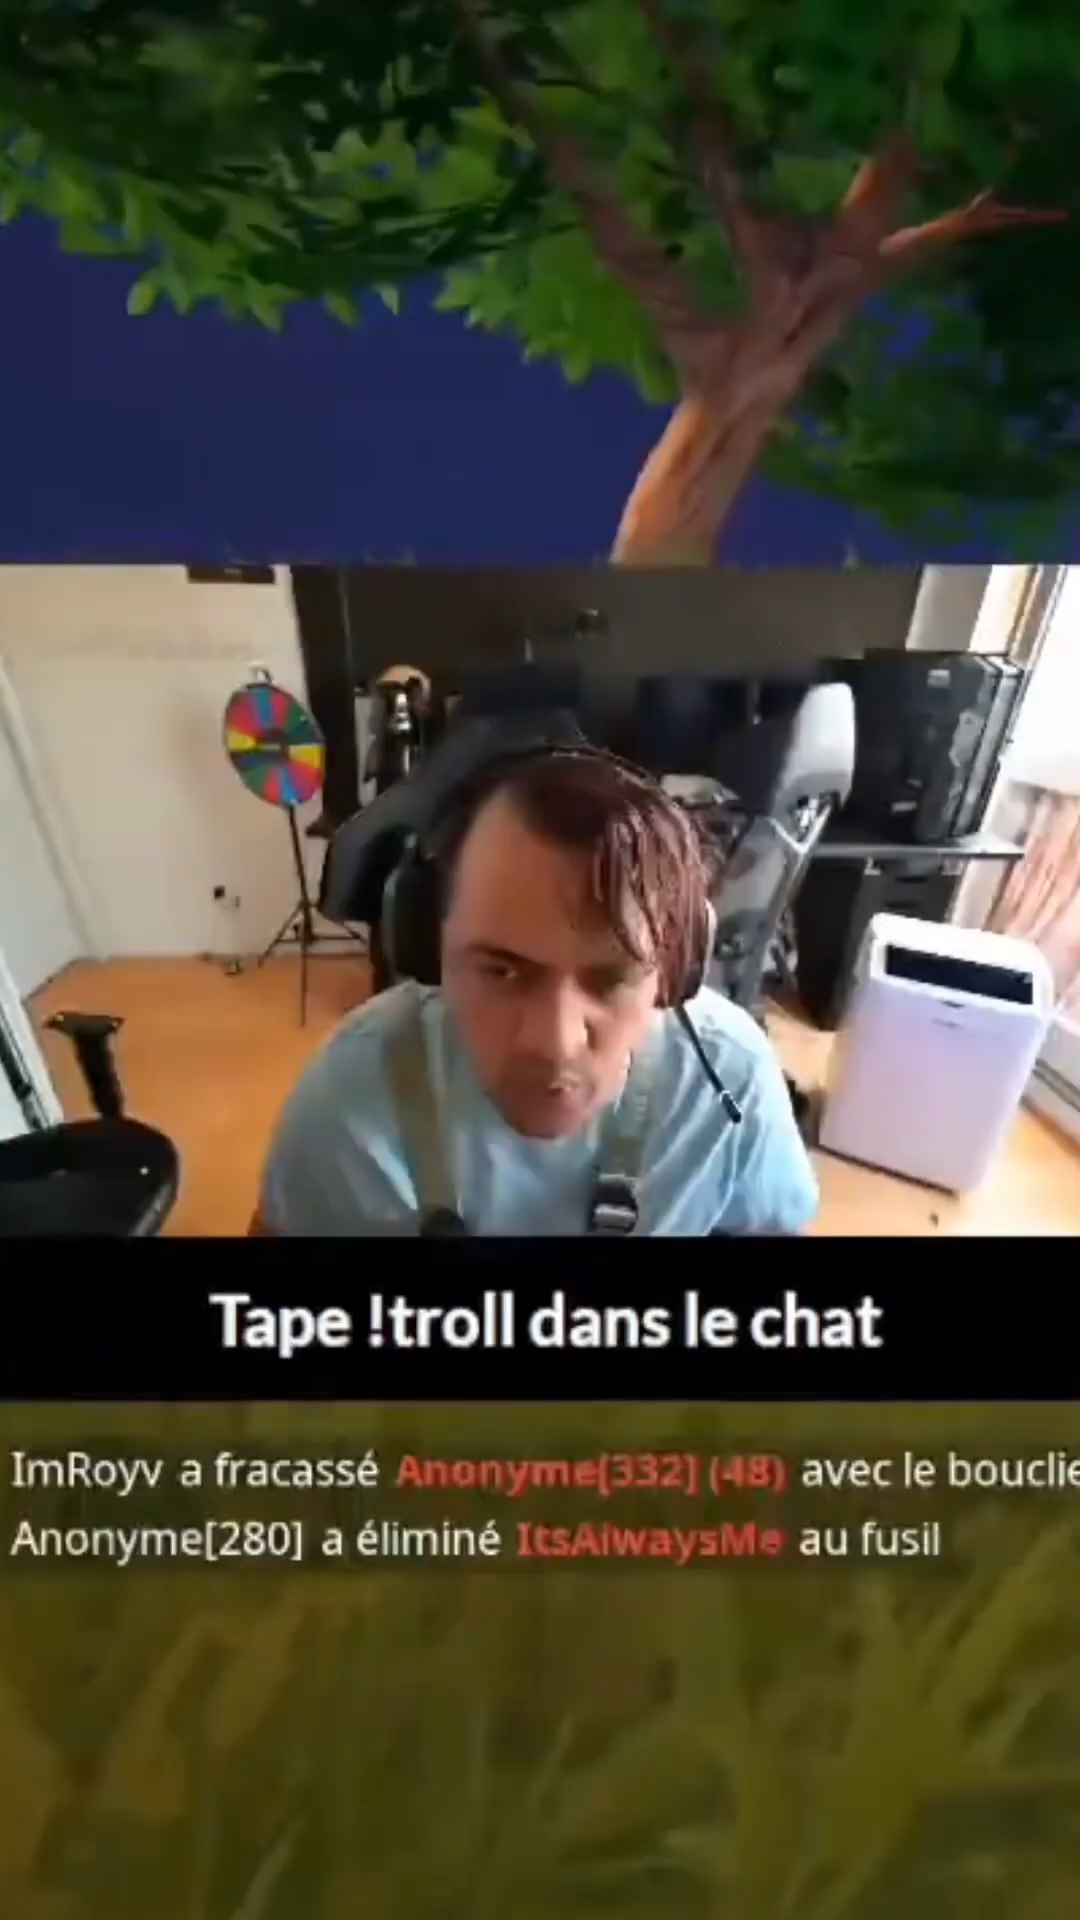 Tape !troll dans le chat
ImRoyv a fracassé Anonyme[332] (48) avec le bouclie
Anonyme[280] a éliminé ItsAlwaysMe au fusil